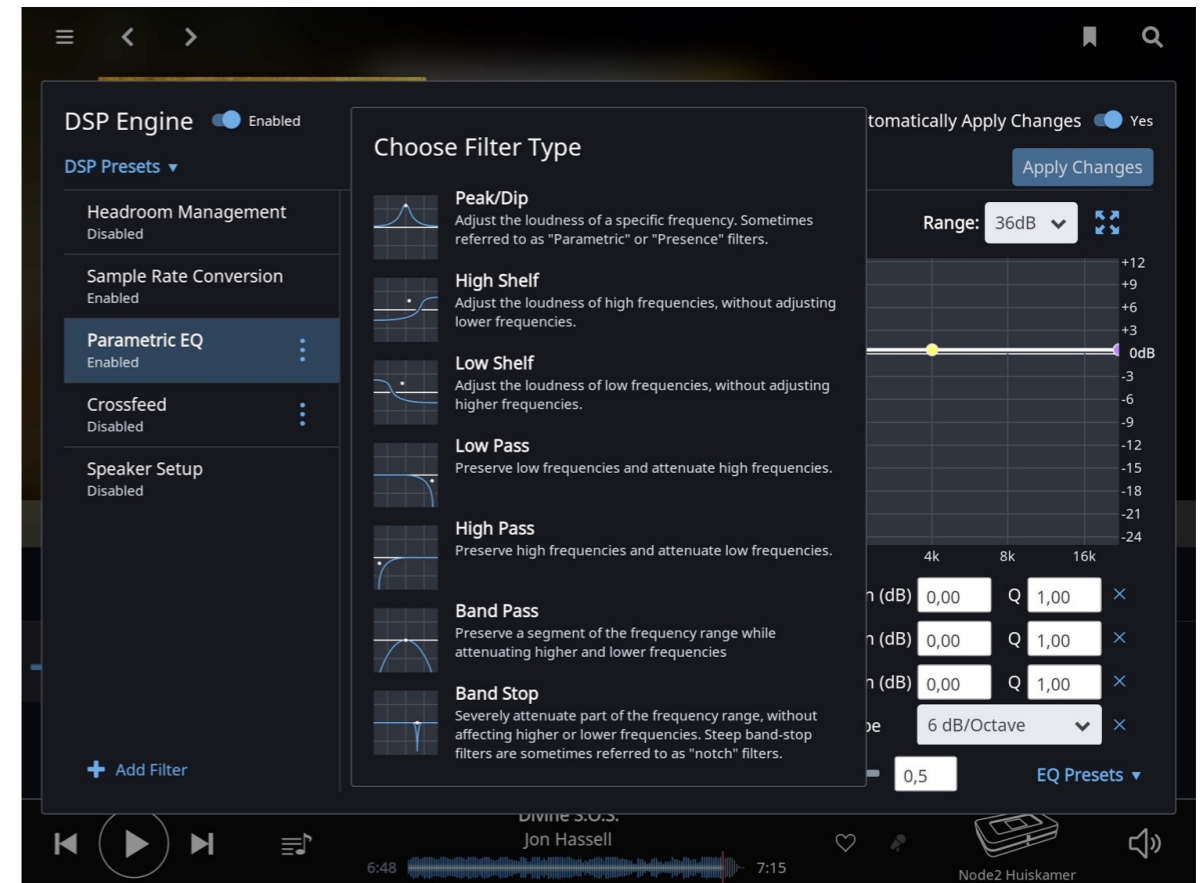 DSP Engine Enabled
tomatically Apply Changes Yes
DSP Presets
Apply Changes
Headroom Management
Disabled
Sample Rate Conversion
Enabled
Parametric EQ
Enabled
Crossfeed
Disabled
Speaker Setup
Disabled
Add Filter
Choose Filter Type
Peak/Dip
Adjust the loudness of a specific frequency. Sometimes
referred to as "Parametric" or "Presence" filters.
High Shelf
Adjust the loudness of high frequencies, without adjusting
lower frequencies.
Low Shelf
Adjust the loudness of low frequencies, without adjusting
higher frequencies.
Low Pass
Preserve low frequencies and attenuate high frequencies.
High Pass
Preserve high frequencies and attenuate low frequencies.
Band Pass
Preserve a segment of the frequency range while
attenuating higher and lower frequencies
Band Stop
Severely attenuate part of the frequency range, without
affecting higher or lower frequencies. Steep band-stop
filters are sometimes referred to as "notch" filters.
Range: 36dB
+12
+9
+6
+3
0dB
-3
-6
-9
-12
-15
-18
-21
-24
4k 8k 16k
n (dB) 0,00 Q 1,00
n (dB) 0,00 Q 1,00
n (dB) 0,00 Q 1,00
pe 6 dB/Octave
0,5 EQ Presets
Divine S.O.S.
Jon Hassell
6:48 7:15
Node2 Huiskamer